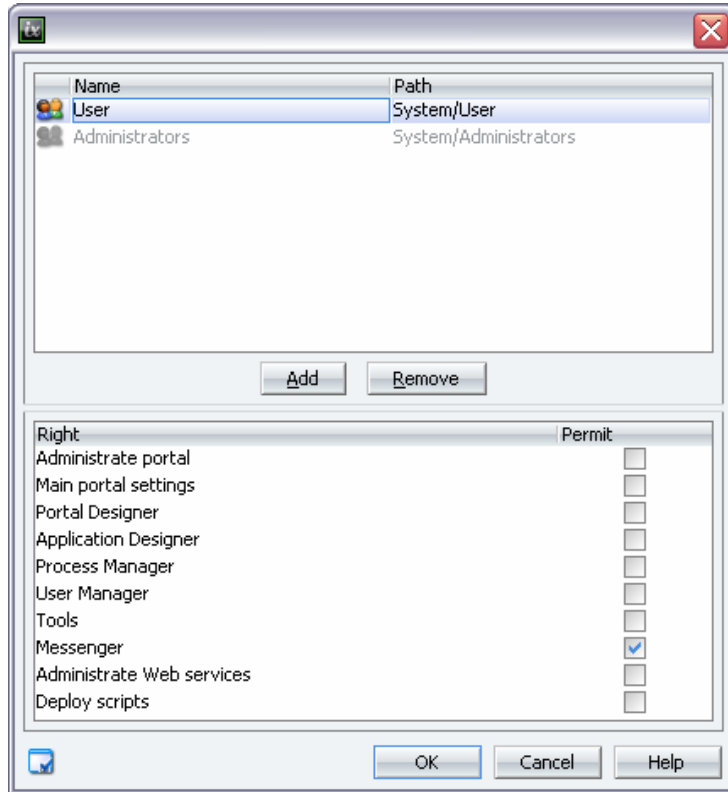 ix
Name Path
User System/User
Administrators System/Administrators
Add Remove
Right Permit
Administrate portal
Main portal settings
Portal Designer
Application Designer
Process Manager
User Manager
Tools
Messenger
Administrate Web services
Deploy scripts
OK Cancel Help